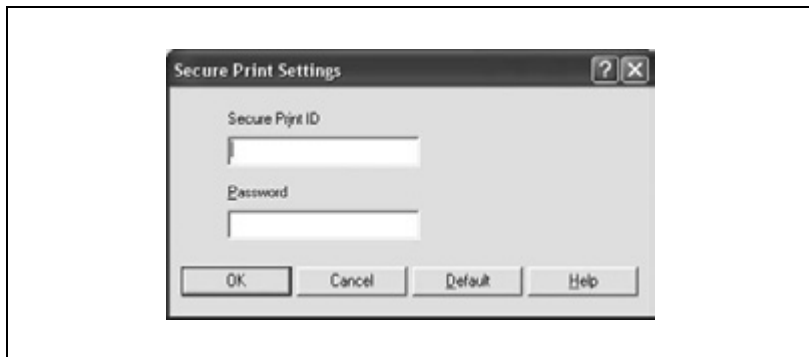 Secure Print Settings
Secure Print ID
Password
OK Cancel Default Help